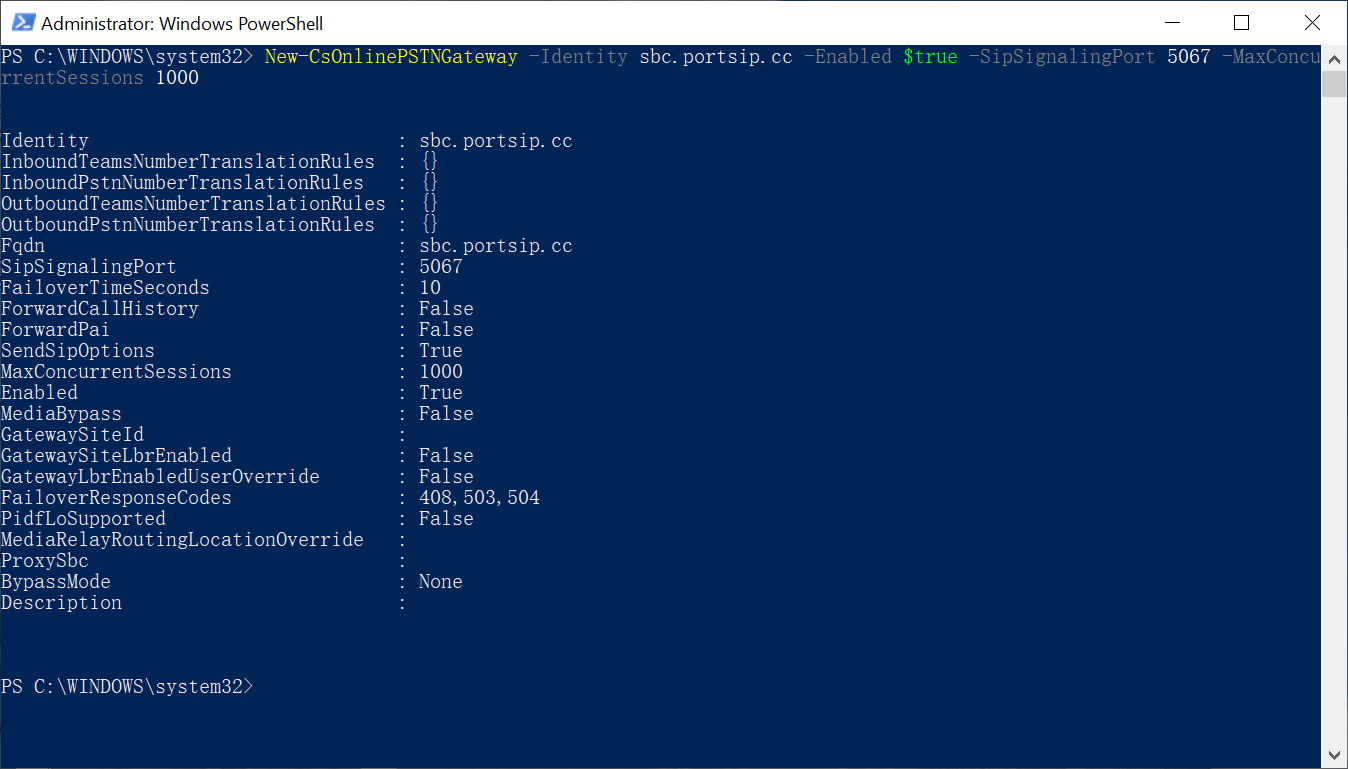 Administrator: Windows PowerShell
PS C:\WINDOWS\system32> New-CsOnlinePSTNGateway -Identity sbc.portsip.cc -Enabled $true -SipSignalingPort 5067 -MaxConcu
rrentSessions 1000
Identity : sbc.portsip.cc
InboundTeamsNumberTranslationRules : {}
InboundPstnNumberTranslationRules : {}
OutboundTeamsNumberTranslationRules : {}
OutboundPstnNumberTranslationRules : {}
Fqdn : sbc.portsip.cc
SipSignalingPort : 5067
FailoverTimeSeconds : 10
ForwardCallHistory : False
ForwardPai : False
SendSipOptions : True
MaxConcurrentSessions : 1000
Enabled : True
MediaBypass : False
GatewaySiteId :
GatewaySiteLbrEnabled : False
GatewayLbrEnabledUserOverride : False
FailoverResponseCodes : 408,503,504
PidfLoSupported : False
MediaRelayRoutingLocationOverride :
ProxySbc :
BypassMode : None
Description :
PS C:\WINDOWS\system32>